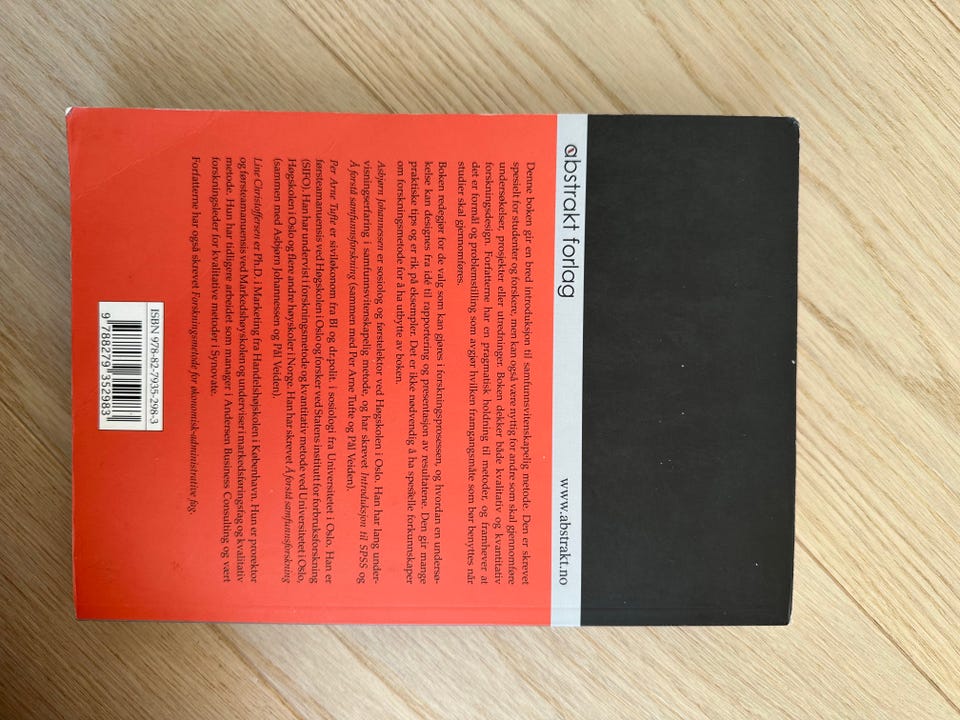 abstrakt forlag
www.abstrakt.no
Denne boken gir en bred introduksjon til samfunnsvitenskapelig metode. Den er skrevet
spesielt for studenter og forskere, men kan også være nyttig for andre som skal gjennomføre
undersøkelser, prosjekter eller utredninger. Boken dekker både kvalitativ og kvantitativ
forskningsdesign. Forfatterne har en pragmatisk holdning til metoder, og framhever at
det er formål og problemstilling som avgjør hvilken framgangsmåte som bør benyttes når
studier skal gjennomføres.
Boken redegjør for de valg som kan gjøres i forskningsprosessen, og hvordan en undersø-
kelse kan designes fra idé til rapportering og presentasjon av resultatene. Den gir mange
praktiske tips og er rik på eksempler. Det er ikke nødvendig å ha spesielle forkunnskaper
om forskningsmetode for å ha utbytte av boken.
Asbjørn Johannessen er sosiolog og førstelektor ved Høgskolen i Oslo. Han har lang under-
visningserfaring i samfunnsvitenskapelig metode, og har skrevet Introduksjon til SPSS og
Å forstå samfunnsforskning (sammen med Per Arne Tufte og Pål Veiden).
Per Arne Tufte er siviløkonom fra BI og dr.polit. i sosiologi fra Universitetet i Oslo. Han er
førsteamanuensis ved Høgskolen i Oslo og forsker ved Statens institutt for forbruksforskning
(SIFO). Han har undervist i forskningsmetode og kvantitativ metode ved Universitetet i Oslo,
Høgskolen i Oslo og flere andre høyskoler i Norge. Han har skrevet Å forstå samfunnsforskning
(sammen med Asbjørn Johannessen og Pål Veiden).
Line Christoffersen er Ph.D. i Marketing fra Handelshøjskolen i København. Hun er prorektor
og førstoamanuensis ved Markedshøyskolen og underviser i markedsføringsfag og kvalitativ
metode. Hun har tidligere arbeidet som manager i Andersen Business Consulting og vært
forskningsleder for kvalitative metoder i Synovate.
Forfatterne har også skrevet Forskningsmetode for økonomisk-administrative fag.
ISBN 978-82-7935-298-3
9 788279 352983